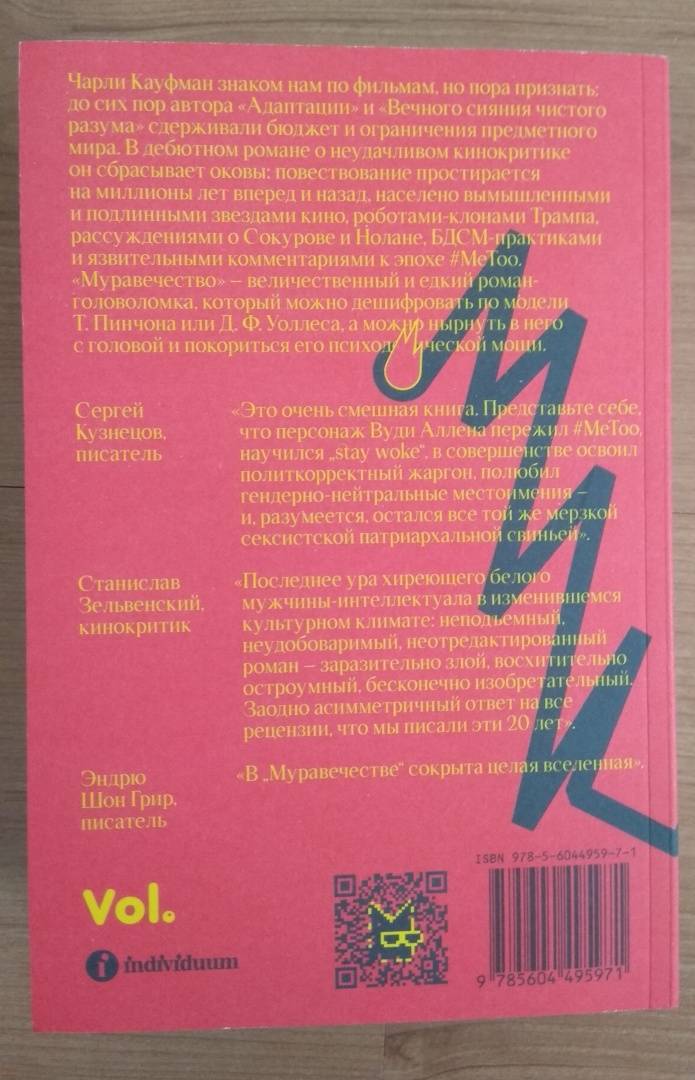 Чарли Кауфман знаком нам по фильмам, но пора признать:
до сих пор автора «Адаптации» и «Вечного сияния чистого
разума» сдерживали бюджет и ограничения предметного
мира. В дебютном романе о неудачливом кинокритике
он сбрасывает оковы: повествование простирается
на миллионы лет вперед и назад, населено вымышленными
и подлинными звездами кино, роботами-клонами Трампа,
рассуждениями о Сокурове и Нолане, БДСМ-практиками
и язвительными комментариями к эпохе #MeToo.
«Муравечество» – величественный и едкий роман-
головоломка, который можно дешифровать по модели
Т. Пинчона или Д. Ф. Уоллеса, а можно нырнуть в него
с головой и покориться его мощи.
Сергей
Кузнецов,
писатель
«Это очень смешная книга. Представьте себе,
что персонаж Вуди Аллена пережил #MeToo,
научился „stay woke“, в совершенстве освоил
политкорректный жаргон, полюбил
гендерно-нейтральные местоимения –
и, разумеется, остался все той же мерзкой
сексистской патриархальной свиньей».
Станислав
Зельвенский,
кинокритик
«Последнее ура хиреющего белого
мужчины-интеллектуала в изменившемся
культурном климате: неподъемный,
неудобоваримый, неотредактированный
роман – заразительно злой, восхитительно
остроумный, бесконечно изобретательный.
Заодно асимметричный ответ на все
рецензии, что мы писали эти 20 лет».
Эндрю
Шон Грир,
писатель
«В „Муравечестве“ сокрыта целая вселенная».
Vol.
individuum
ISBN 978-5-6044959-7-1
9 785604 495971